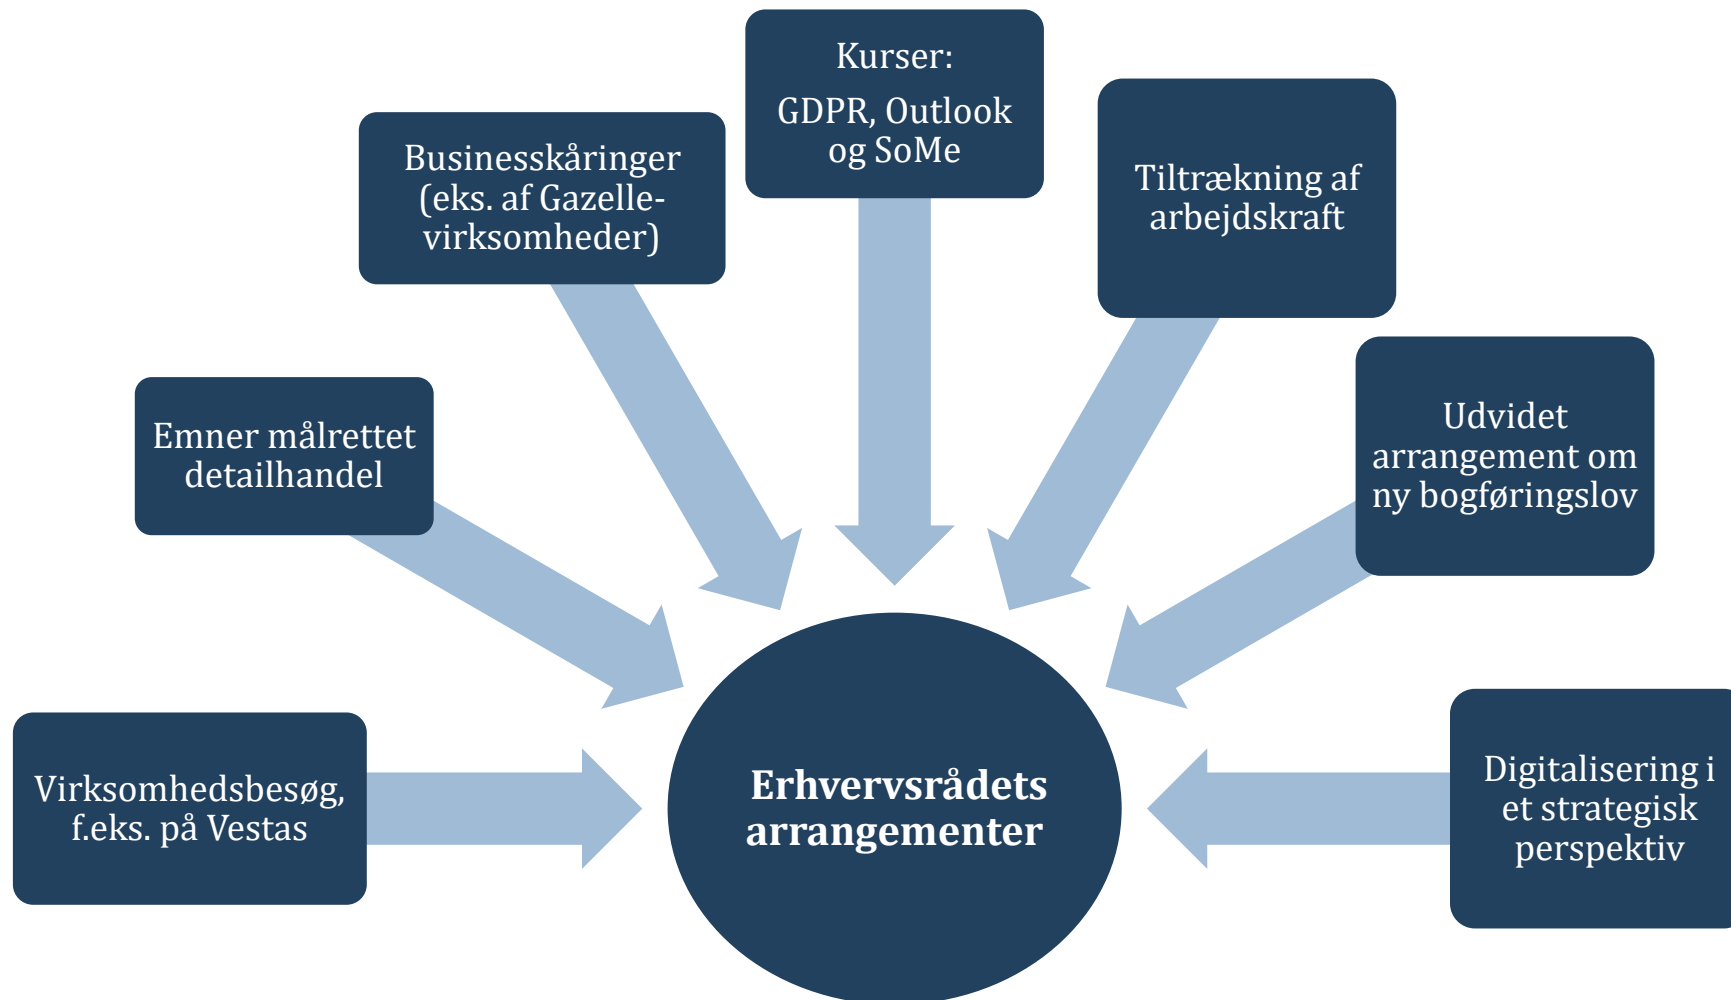 Kurser:
GDPR, Outlook
og SoMe
Businesskåringer
(eks. af Gazelle-
virksomheder)
Tiltrækning af
arbejdskraft
Emner målrettet
detailhandel
Udvidet
arrangement om
ny bogføringslov
Virksomhedsbesøg,
f.eks. på Vestas
Erhvervsrådets
arrangementer
Digitalisering i
et strategisk
perspektiv